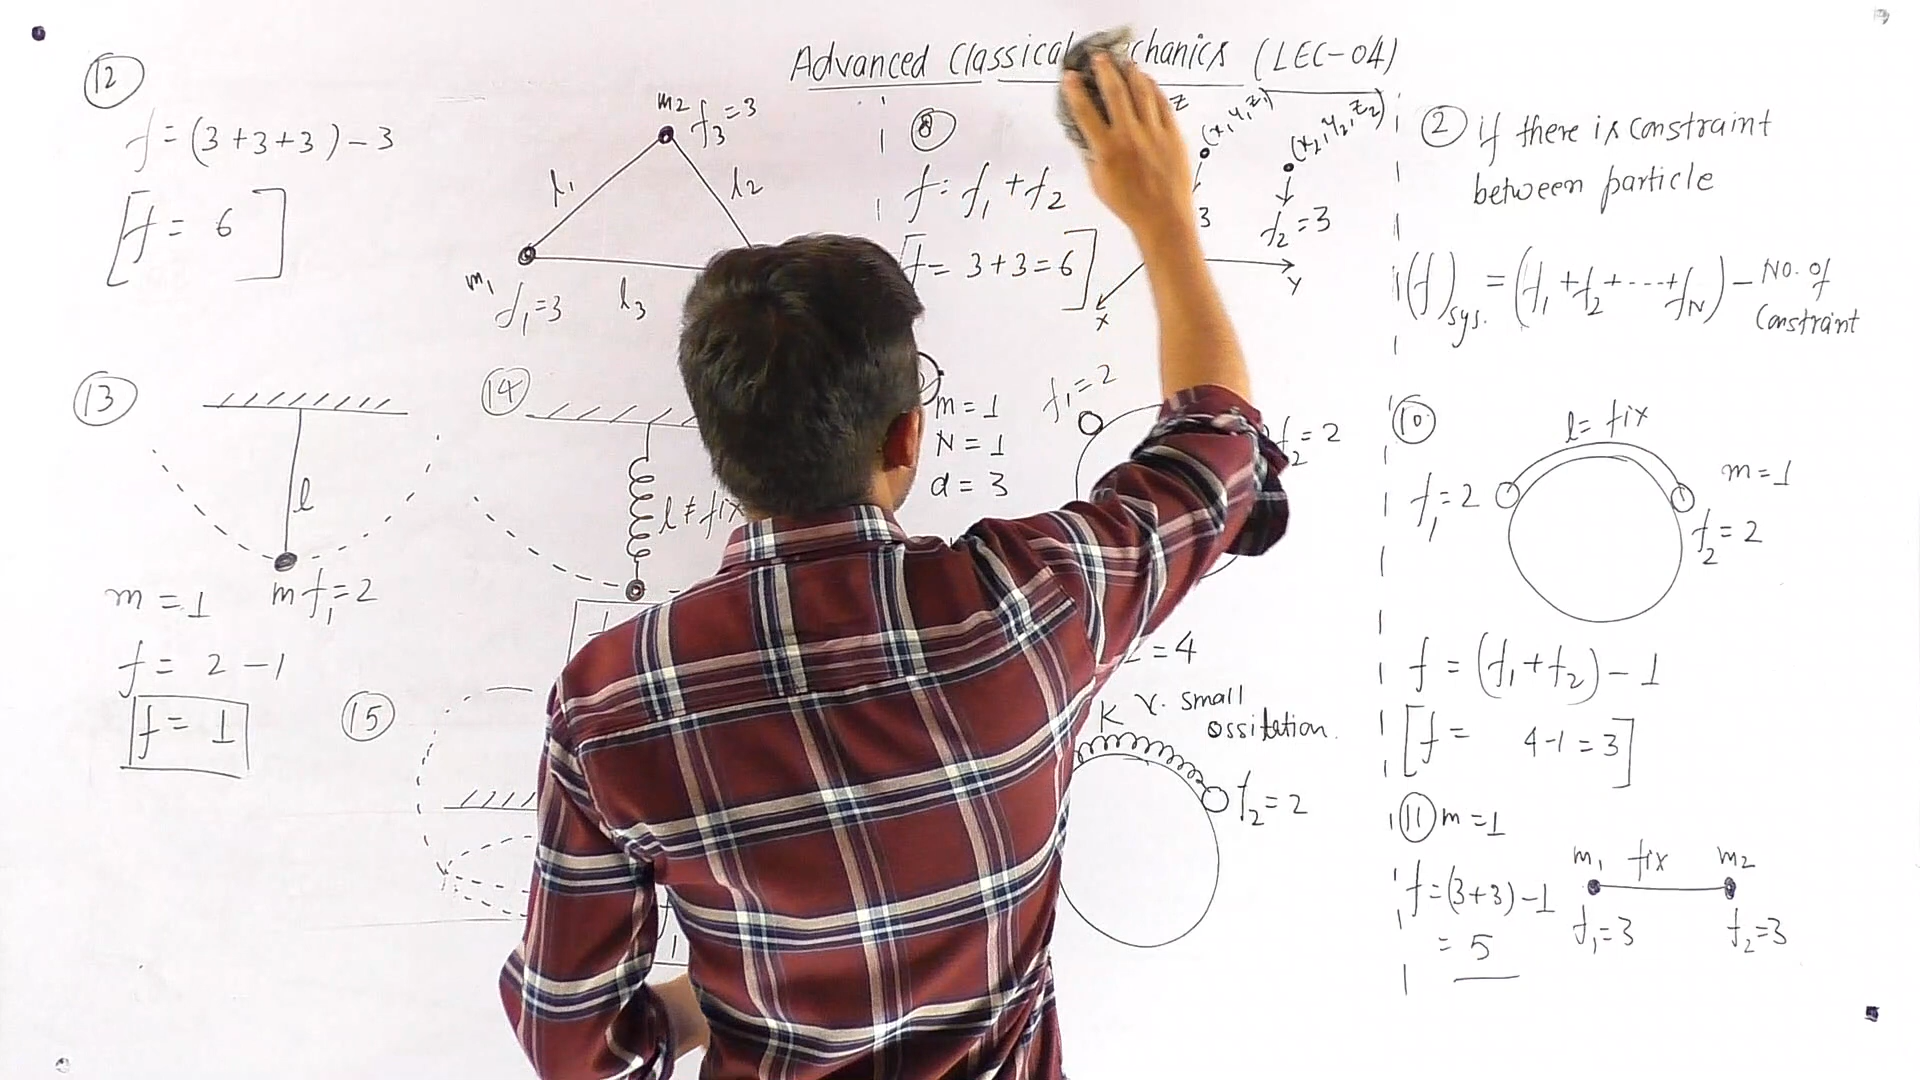 Advanced Classical Mechanics (LEC-04)
12
f = (3+3+3) - 3
[f = 6]
m2 f3 = 3
l1
l2
m1
f1 = 3
l3
8
f = f1 + f2
[f = 3+3 = 6]
Z
(x1, y1, z1)
(x2, y2, z2)
3
f2 = 3
Y
X
2 if there is constraint
between particle
(f)sys. = (f1 + f2 + ---- + fN) - No. of
Constraint
13
l
m f1 = 2
m = 1
f = 2 - 1
f = 1
14
l ≠ fix
15
m = 1
N = 1
d = 3
f1 = 2
f2 = 2
= 4
K
small
ossilation.
f2 = 2
10
l = fix
f1 = 2
m = 1
f2 = 2
f = (f1 + f2) - 1
[f = 4-1 = 3]
11 m = 1
f = (3+3) - 1
= 5
m1 fix m2
f1 = 3
f2 = 3